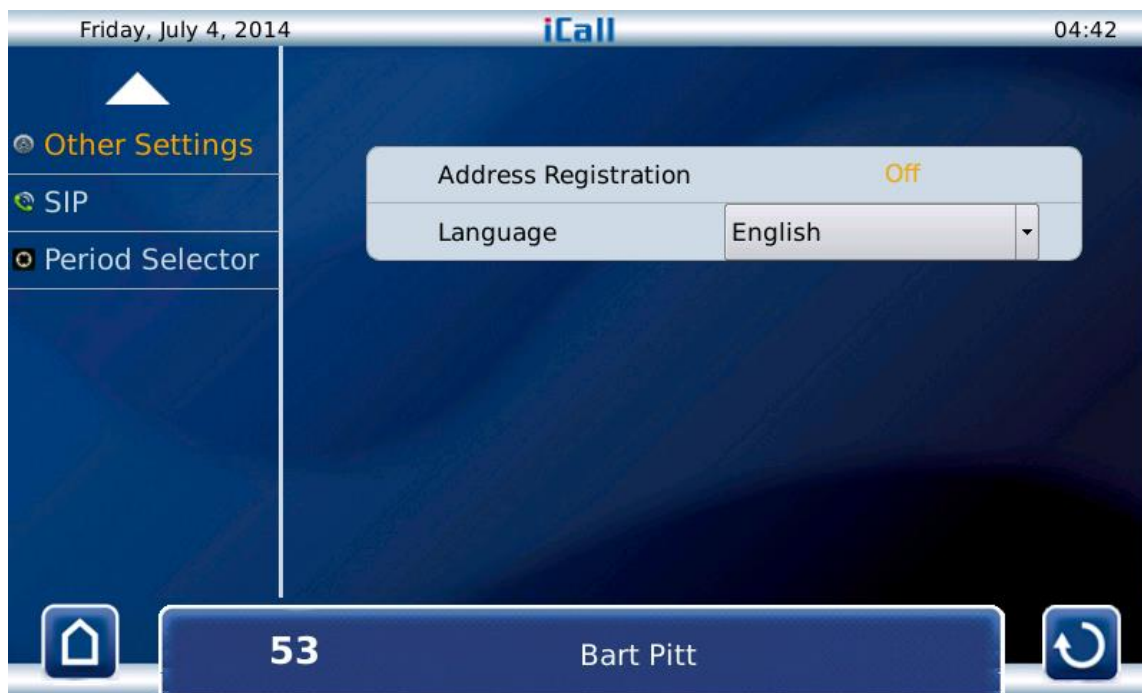 Friday, July 4, 2014 iCall 04:42
Other Settings
SIP
Period Selector
Address Registration Off
Language English
53 Bart Pitt